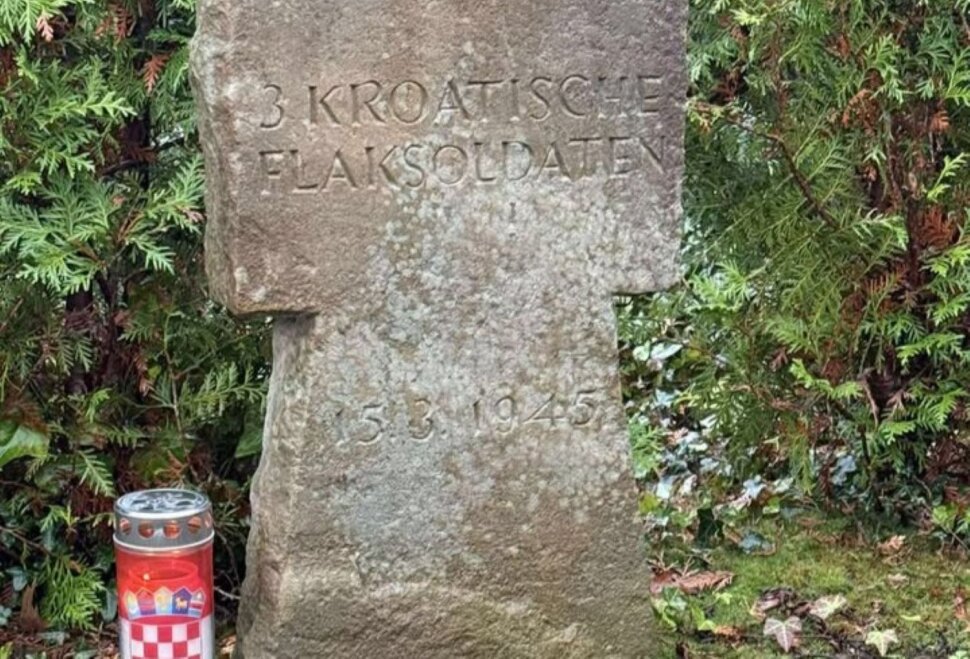 3 KROATISCHE
FLAKSOLDATEN
15.3.1945